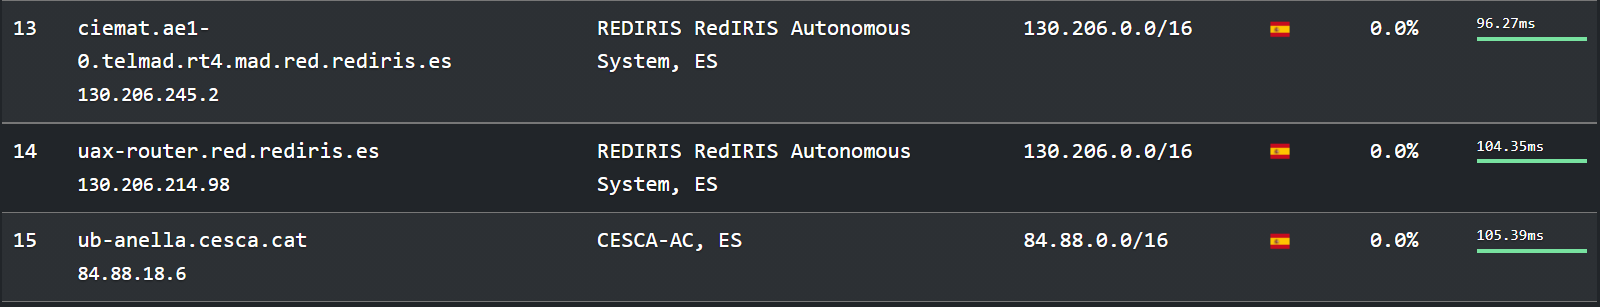 13 ciemat.ae1- REDIRIS RedIRIS Autonomous 130.206.0.0/16 0.0% 96.27ms
0.telmad.rt4.mad.red.rediris.es System, ES
130.206.245.2
14 uax-router.red.rediris.es REDIRIS RedIRIS Autonomous 130.206.0.0/16 0.0% 104.35ms
130.206.214.98 System, ES
15 ub-anella.cesca.cat CESCA-AC, ES 84.88.0.0/16 0.0% 105.39ms
84.88.18.6